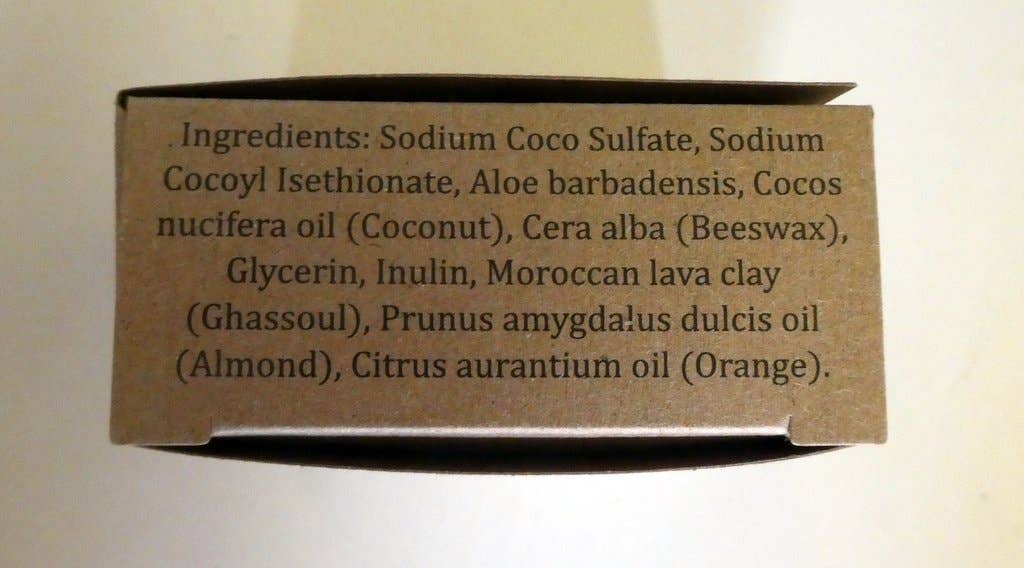 Ingredients: Sodium Coco Sulfate, Sodium
Cocoyl Isethionate, Aloe barbadensis, Cocos
nucifera oil (Coconut), Cera alba (Beeswax),
Glycerin, Inulin, Moroccan lava clay
(Ghassoul), Prunus amygdalus dulcis oil
(Almond), Citrus aurantium oil (Orange).